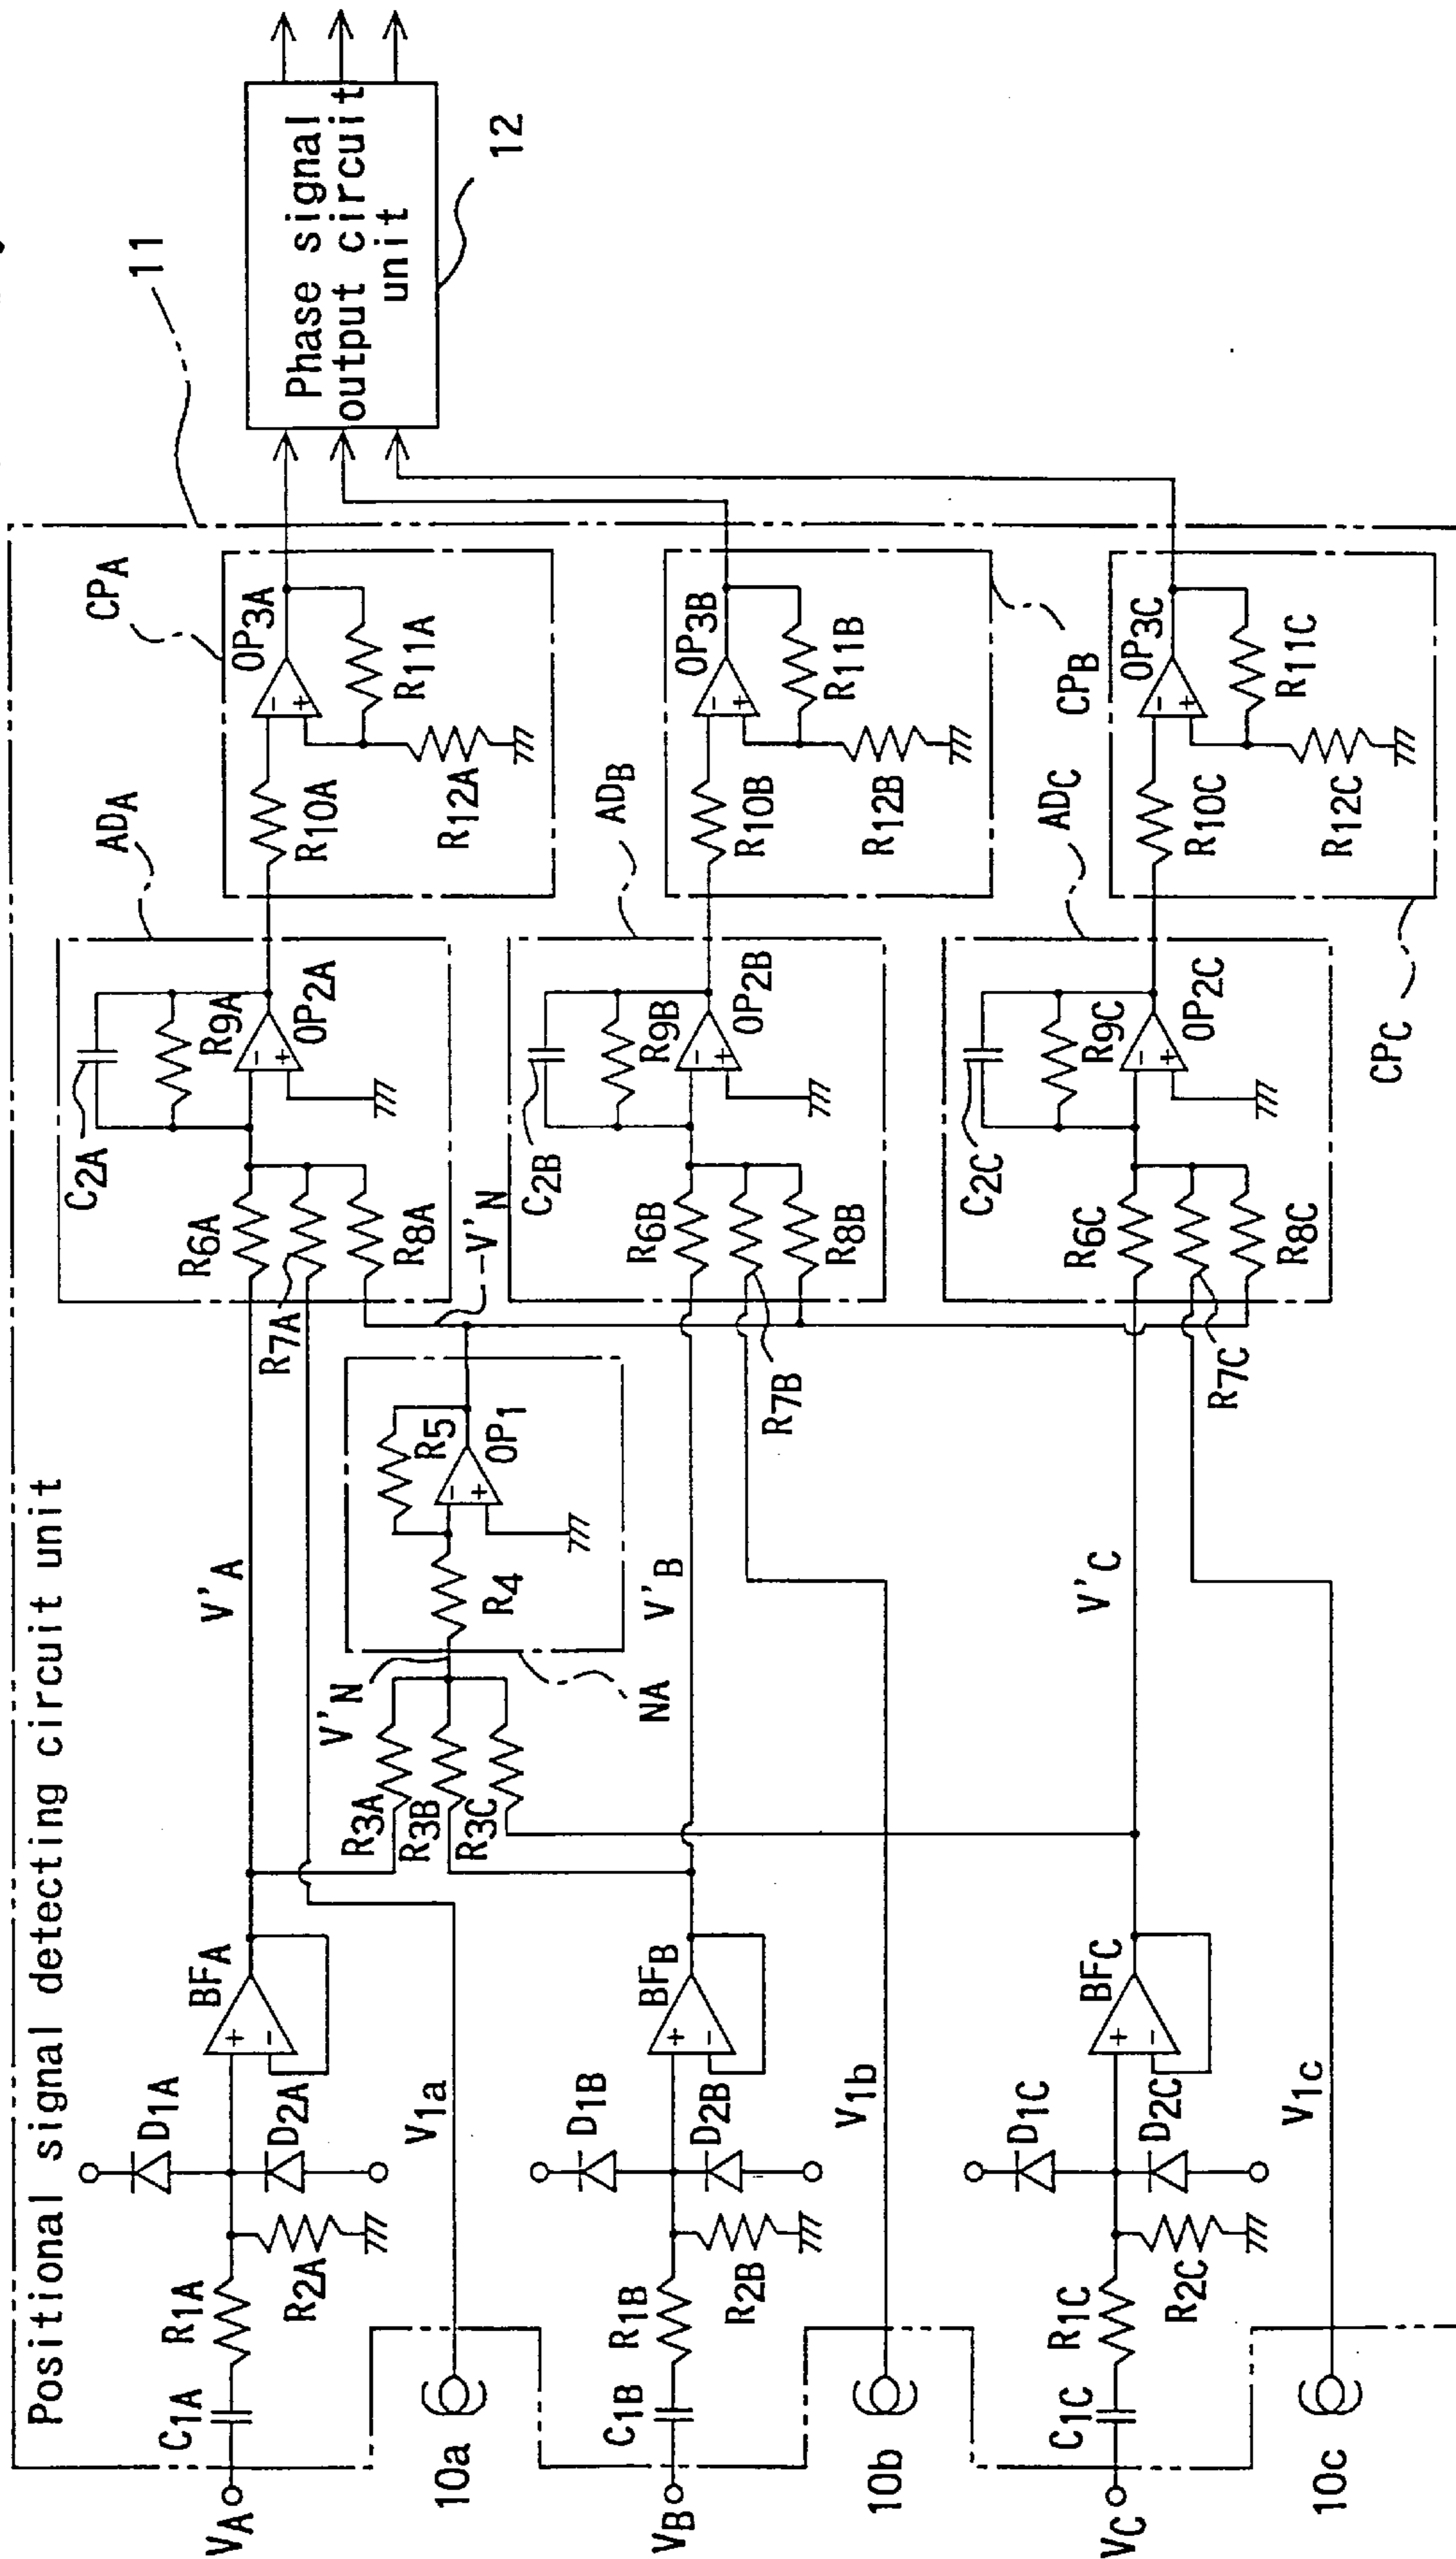 Positional signal detecting circuit unit
11
VA
C1A
R1A
R2A
D1A
D2A
BFA
V'A
10a
V1a
R3A
R3B
R3C
V'N
NA
R4
R5
OP1
-V'N
R6A
R7A
R8A
C2A
R9A
OP2A
ADA
R10A
OP3A
R11A
R12A
CPA
Phase signal
output circuit
unit
12
VB
C1B
R1B
R2B
D1B
D2B
BFB
V'B
10b
V1b
R6B
R7B
R8B
C2B
R9B
OP2B
ADB
R10B
OP3B
R11B
R12B
CPB
VC
C1C
R1C
R2C
D1C
D2C
BFC
V'C
10c
V1c
R6C
R7C
R8C
C2C
R9C
OP2C
ADC
R10C
OP3C
R11C
R12C
CPC